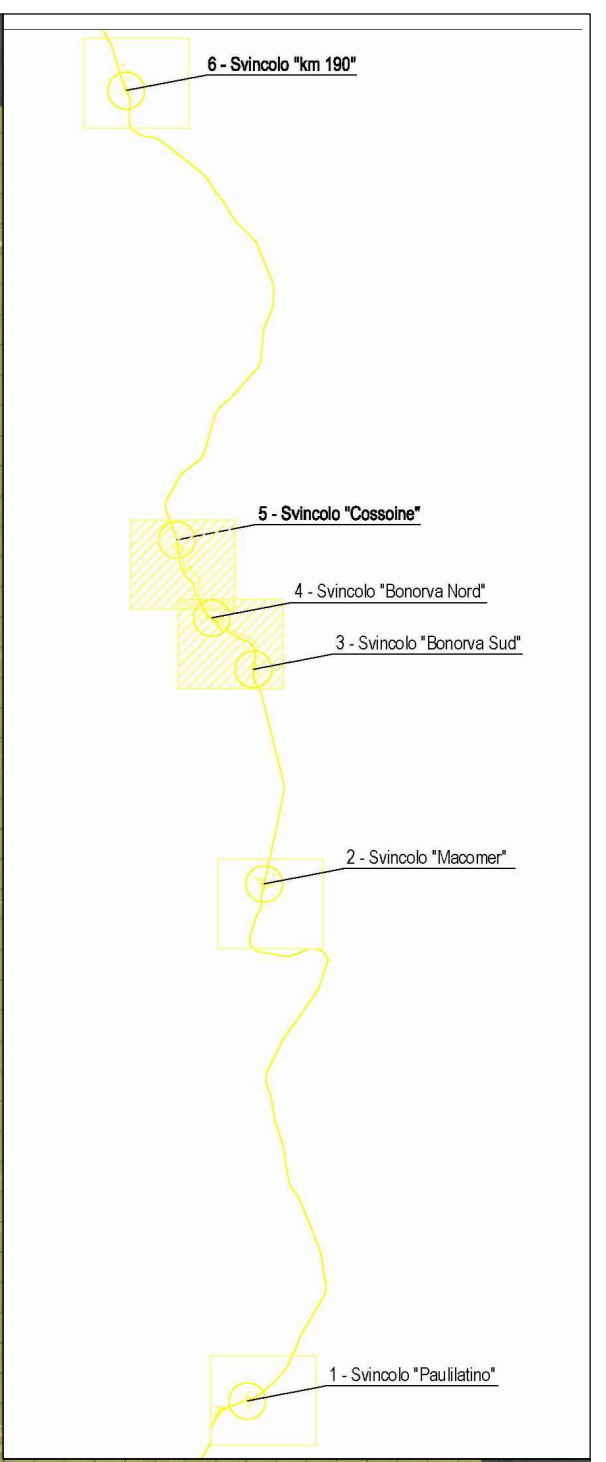 6 - Svincolo "km 190"
5 - Svincolo "Cossoine"
4 - Svincolo "Bonorva Nord"
3 - Svincolo "Bonorva Sud"
2 - Svincolo "Macomer"
1 - Svincolo "Paulilatino"